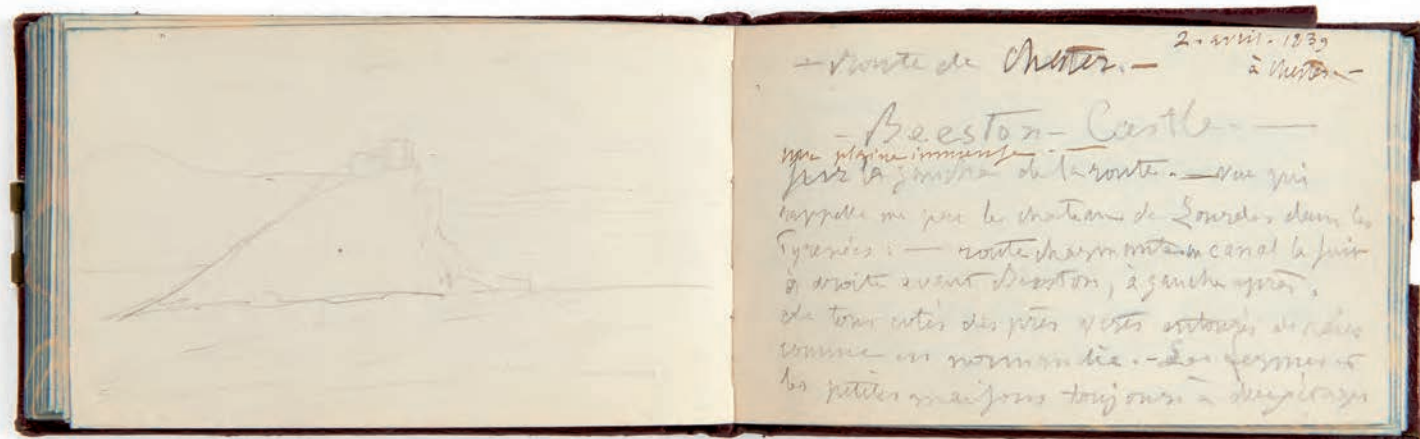 2. avril. 1839
à Chester. —
— Route de Chester. —
— Beeston — Castle. —
une plaine immense. —
sur la gauche de la route. — vue qui
rappelle un peu le chateau de Lourdes dans les
Pyrenées : — route charmante un canal la suit
à droite avant Beeston, à gauche après.
de tous cotés des près verts entourés de haies
comme en normandie. — Les fermes et
les petites maisons toujours à deux étages